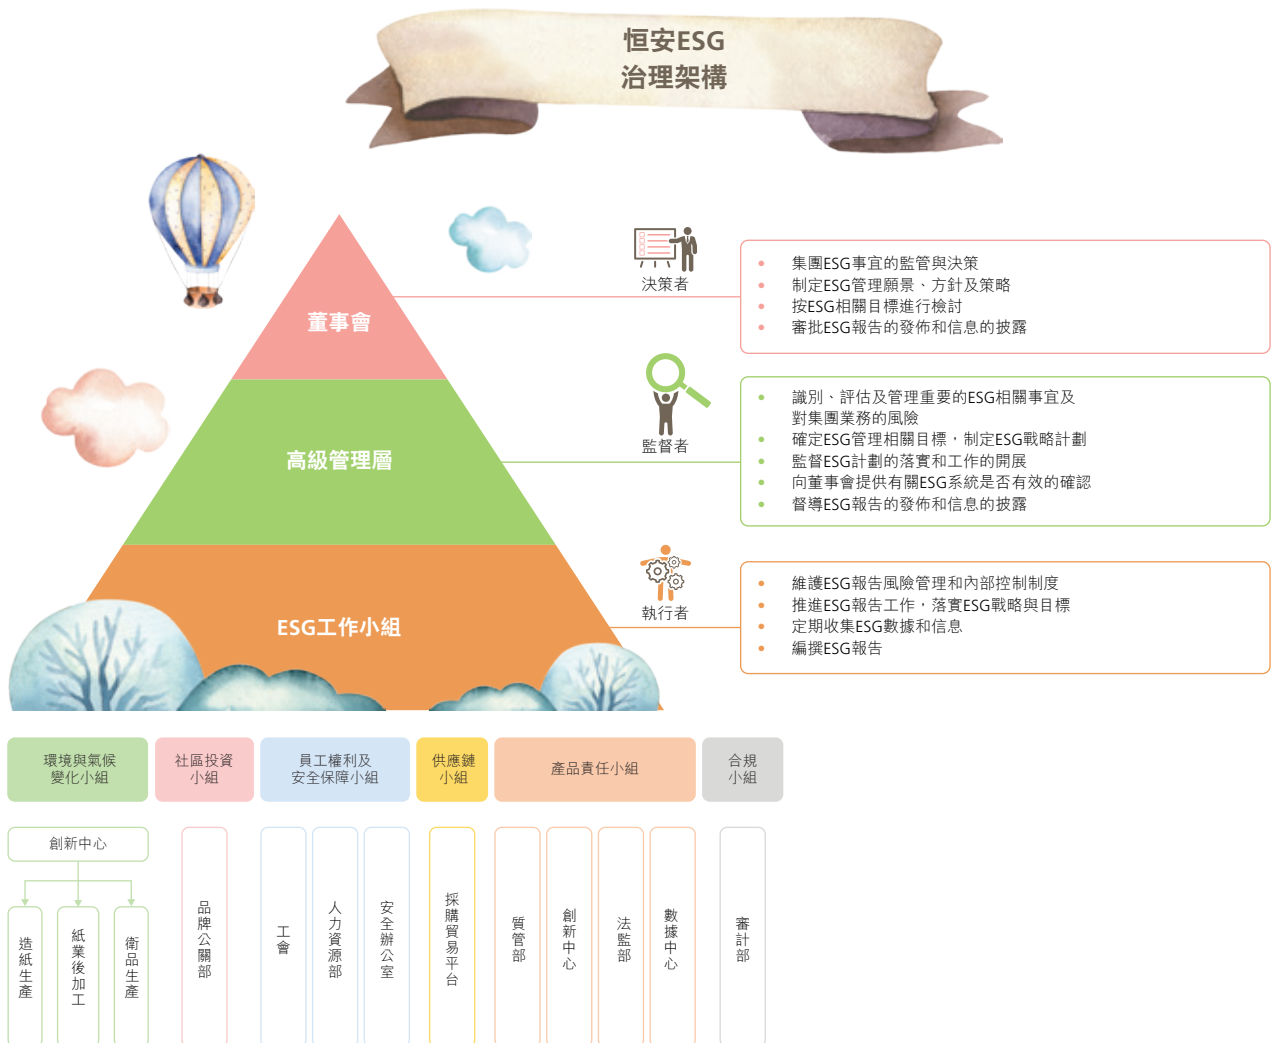 恒安ESG
治理架構
董事會
高級管理層
ESG工作小組
決策者
集團ESG事宜的監管與決策
制定ESG管理願景、方針及策略
按ESG相關目標進行檢討
審批ESG報告的發佈和信息的披露
監督者
識別、評估及管理重要的ESG相關事宜及
對集團業務的風險
確定ESG管理相關目標，制定ESG戰略計劃
監督ESG計劃的落實和工作的開展
向董事會提供有關ESG系統是否有效的確認
督導ESG報告的發佈和信息的披露
執行者
維護ESG報告風險管理和內部控制制度
推進ESG報告工作，落實ESG戰略與目標
定期收集ESG數據和信息
編撰ESG報告
環境與氣候
變化小組
社區投資
小組
員工權利及
安全保障小組
供應鏈
小組
產品責任小組
合規
小組
創新中心
造紙生產
紙業後加工
衛品生產
品牌公關部
工會
人力資源部
安全辦公室
採購貿易平台
質管部
創新中心
法監部
數據中心
審計部